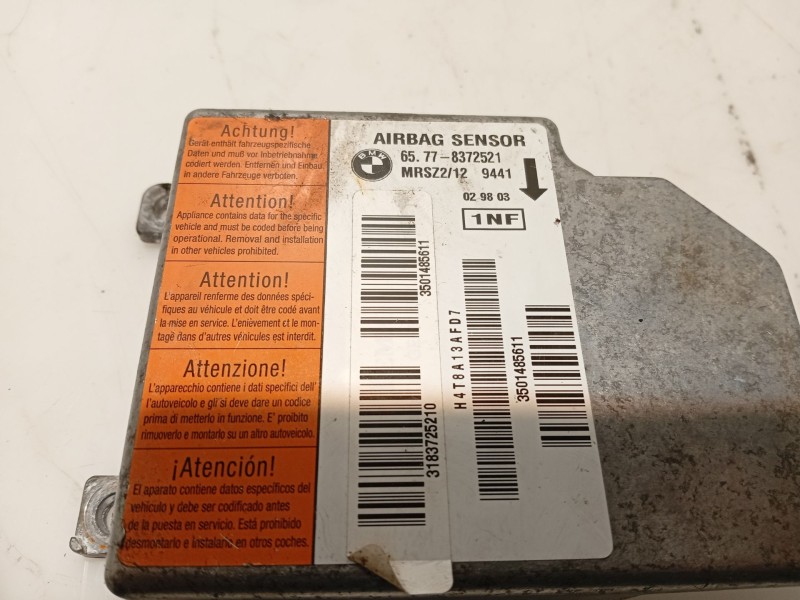 Achtung!
Gerät enthält fahrzeugspezifische
Daten und muß vor Inbetriebnahme
codiert werden. Entfernen und Einbau
in andere Fahrzeuge verboten.
Attention!
Appliance contains data for the specific
vehicle and must be coded before being
operational. Removal and installation
in other vehicles prohibited.
Attention!
L'appareil renferme des données spéci-
fiques au véhicule et doit être codé avant
la mise en service. L'enièvement et le mon-
tage dans d'autres véhicules est interdit.
Attenzione!
L'apparecchio contiene i dati specifici dell'
l'autoveicolo e gli si deve dare un codice
prima di metterlo in funzione. E' proibito
rimuoverlo e montarlo su un altro autoveicolo.
¡Atención!
El aparato contiene datos específicos del
vehículo y debe ser codificado antes
de la puesta en servicio. Está prohibido
desmontarlo e instalarlo en otros coches.
AIRBAG SENSOR
BMW
65.77-8372521
MRSZ2/12 9441
02 98 03
1NF
3501485611
3183725210
H4T8A13AFD7
3501485611